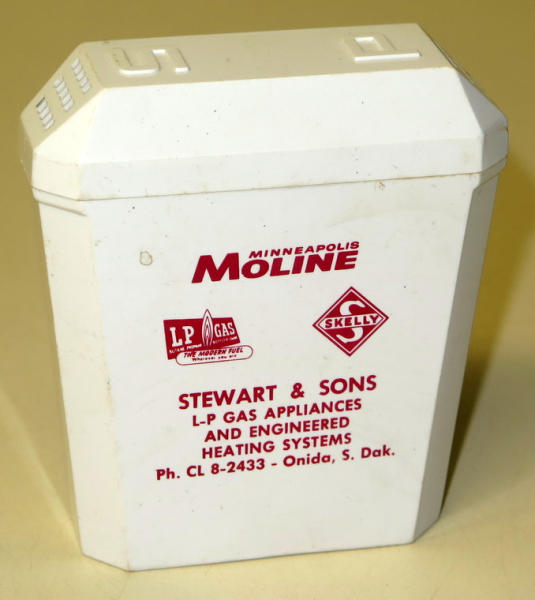 S P
MINNEAPOLIS
MOLINE
LP GAS
THE MODERN FUEL
SKELLY
S
STEWART & SONS
L-P GAS APPLIANCES
AND ENGINEERED
HEATING SYSTEMS
Ph. CL 8-2433 - Onida, S. Dak.